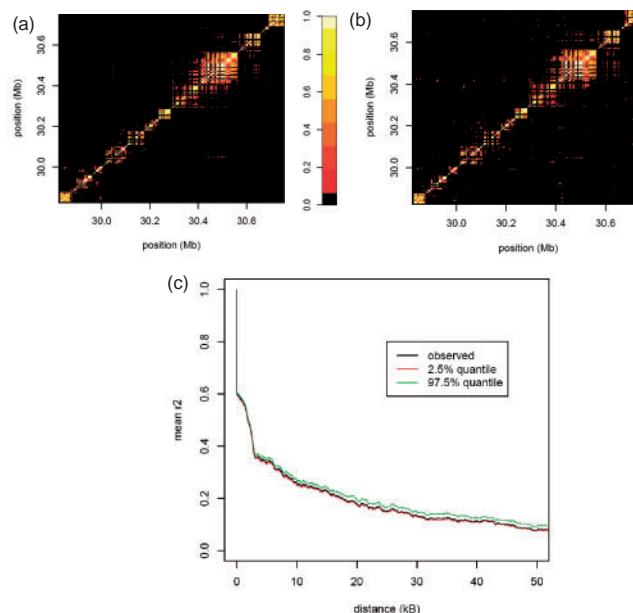 (a)
position (Mb)
30.0 30.2 30.4 30.6
30.0 30.2 30.4 30.6
position (Mb)
0.0 0.2 0.4 0.6 0.8 1.0
(b)
position (Mb)
30.0 30.2 30.4 30.6
30.0 30.2 30.4 30.6
position (Mb)
(c)
mean r2
0.0 0.2 0.4 0.6 0.8 1.0
observed
2.5% quantile
97.5% quantile
0 10 20 30 40 50
distance (kB)